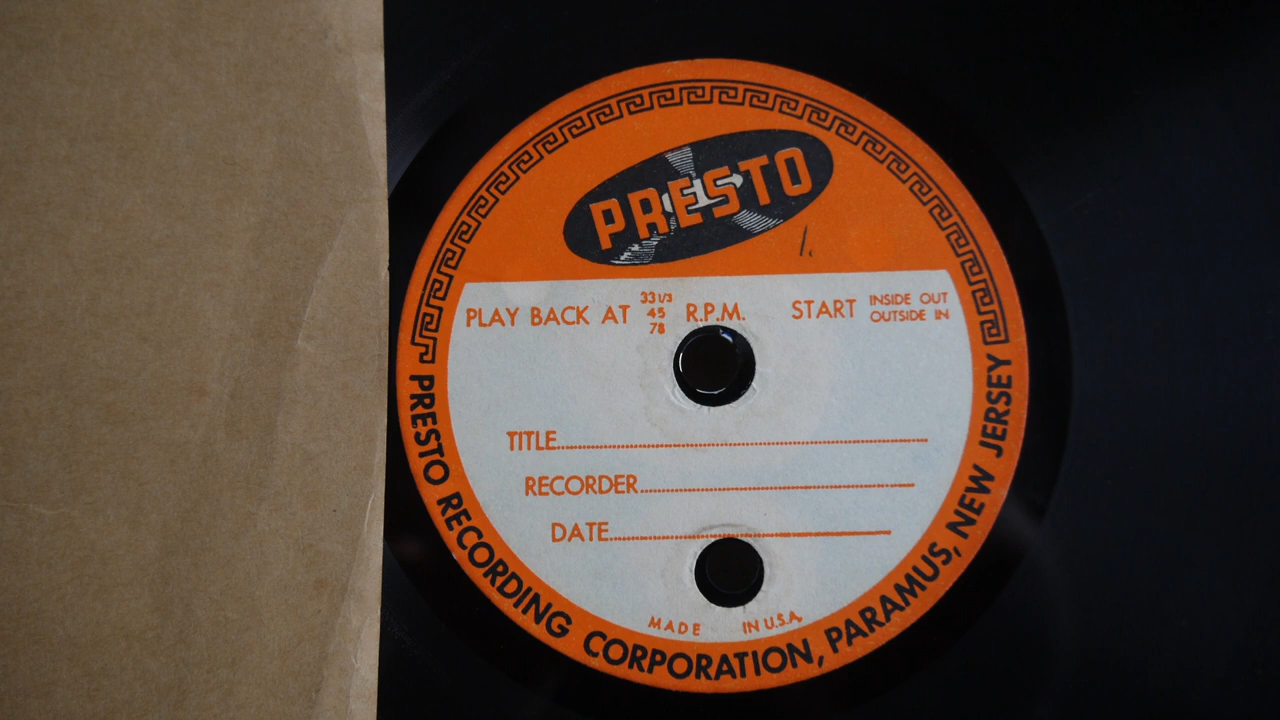 PRESTO
1.
PLAY BACK AT 33 1/3 45 78 R.P.M. START INSIDE OUT OUTSIDE IN
TITLE
RECORDER
DATE
MADE IN U.S.A.
PRESTO RECORDING CORPORATION, PARAMUS, NEW JERSEY